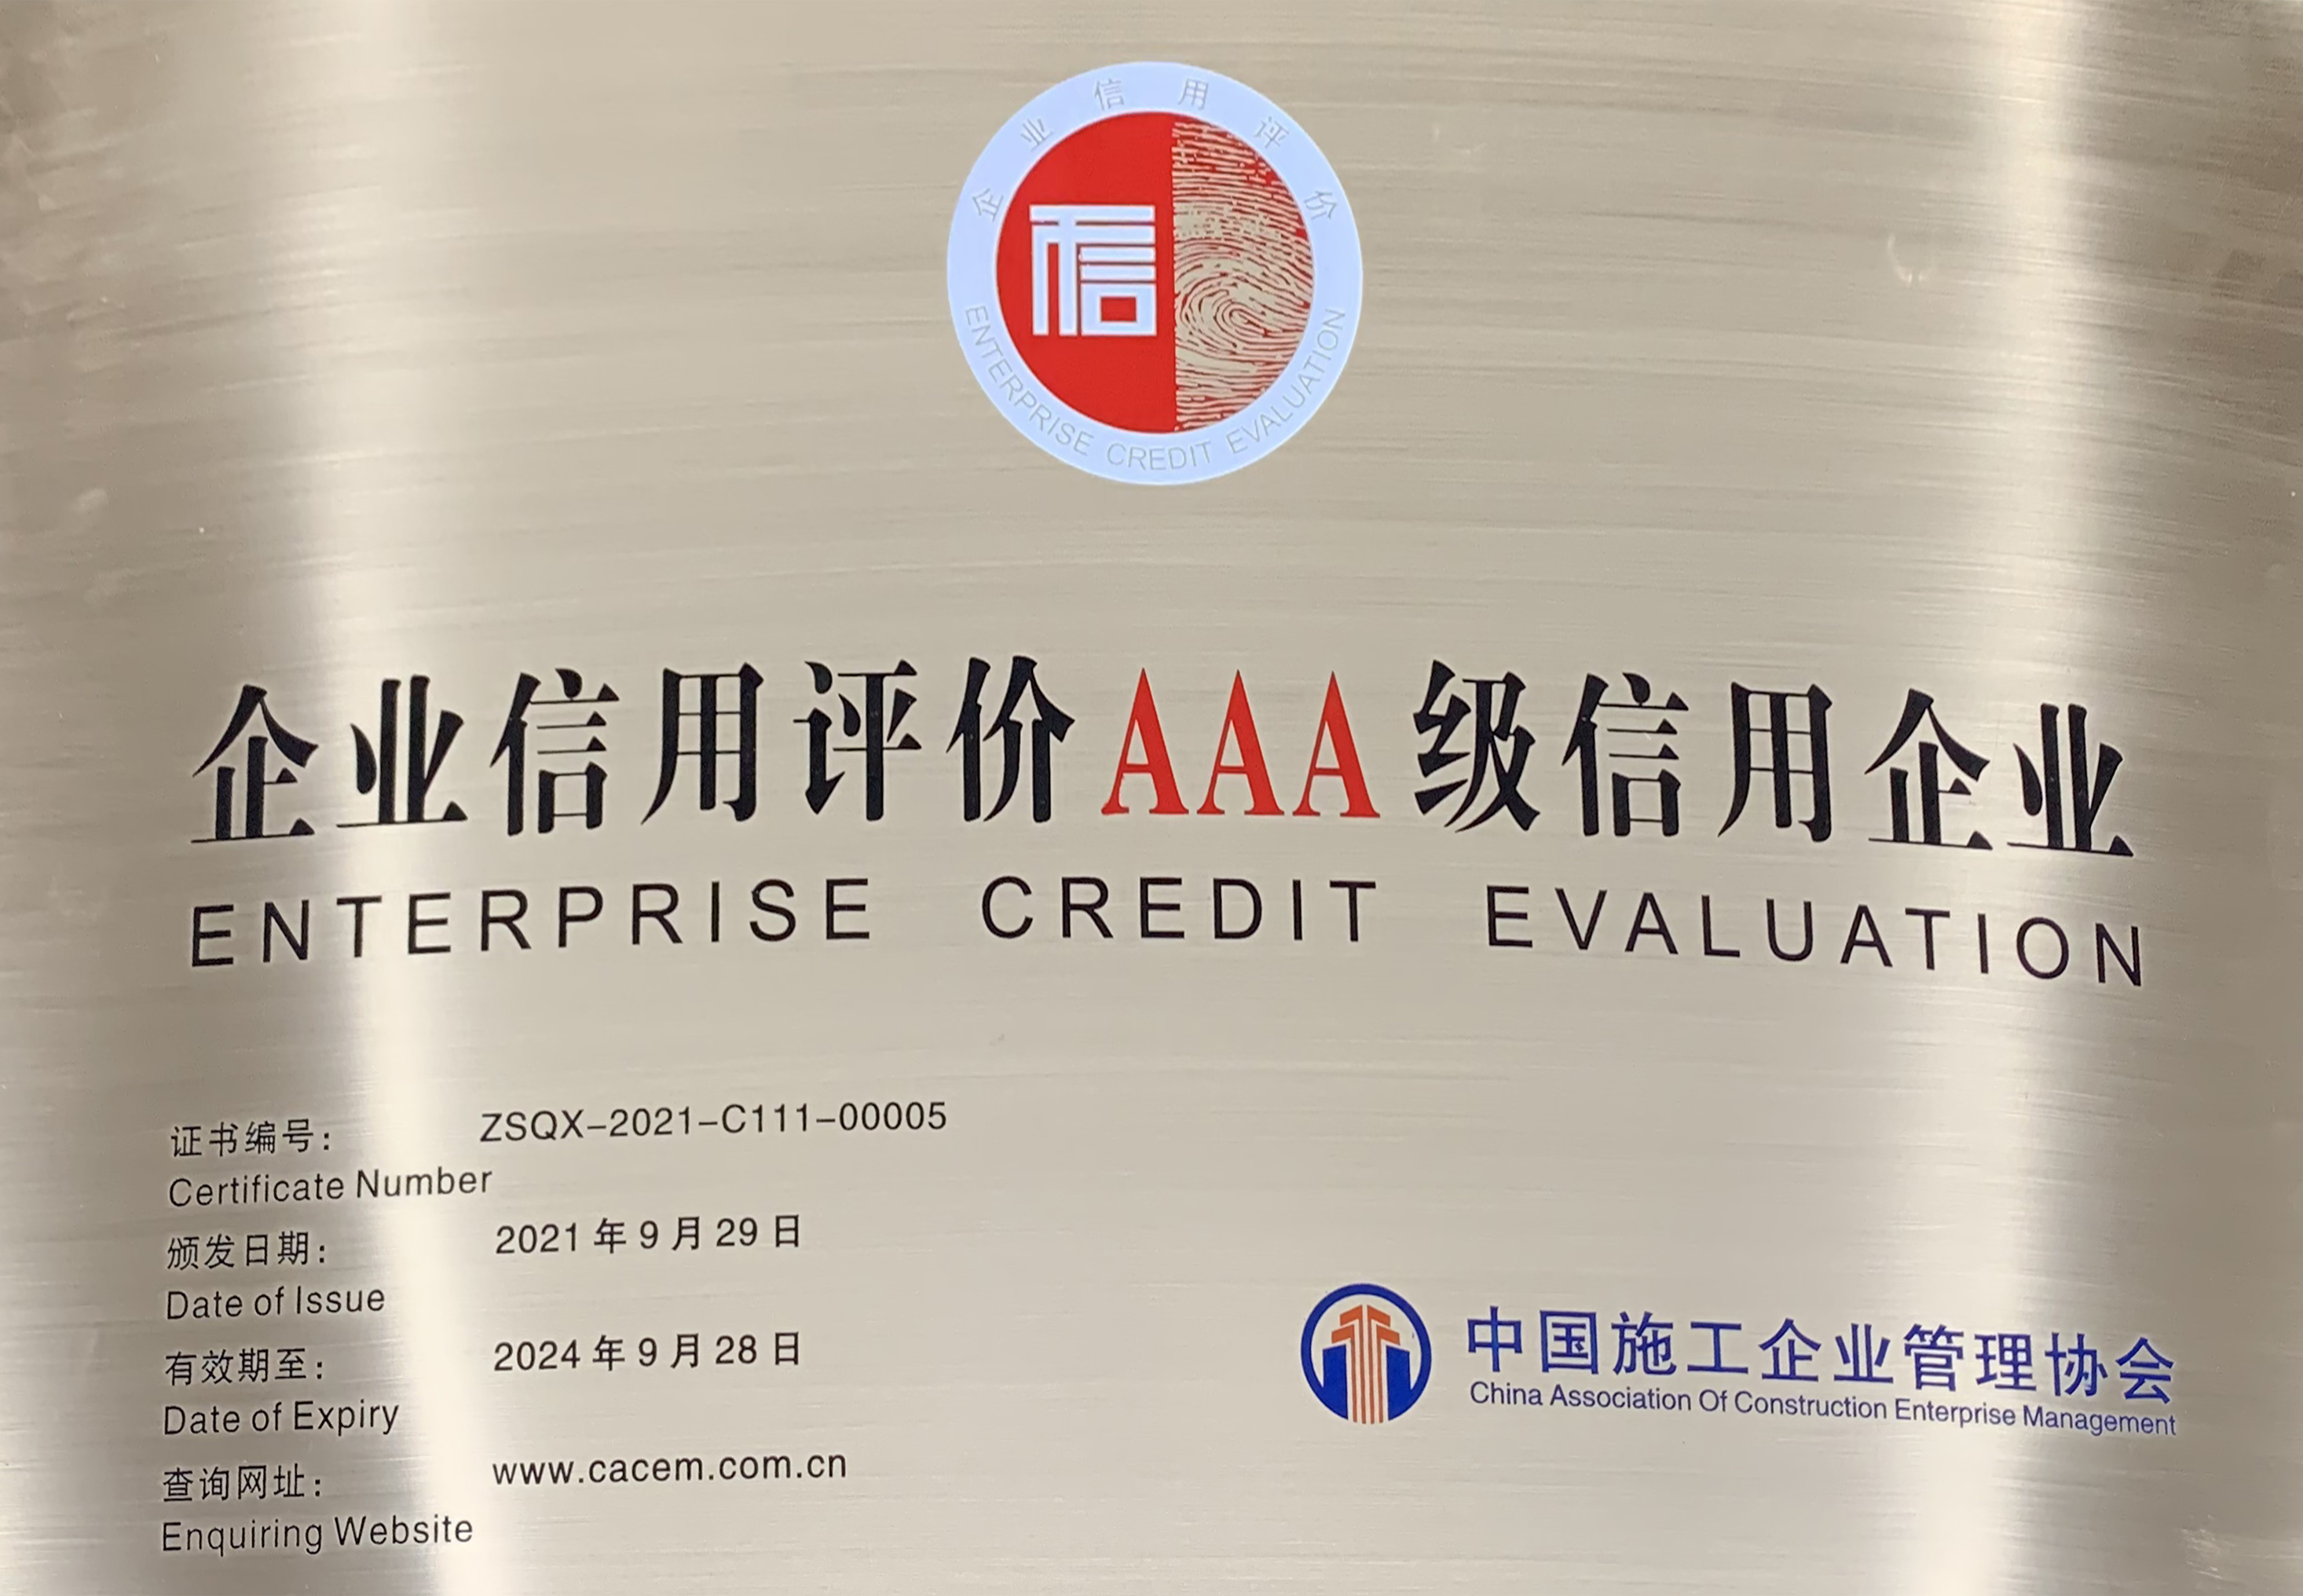 企业信用评价
信
ENTERPRISE CREDIT EVALUATION
企业信用评价AAA级信用企业
ENTERPRISE CREDIT EVALUATION
证书编号: ZSQX-2021-C111-00005
Certificate Number
颁发日期: 2021年9月29日
Date of Issue
有效期至: 2024年9月28日
Date of Expiry
查询网址: www.cacem.com.cn
Enquiring Website
中国施工企业管理协会
China Association Of Construction Enterprise Management